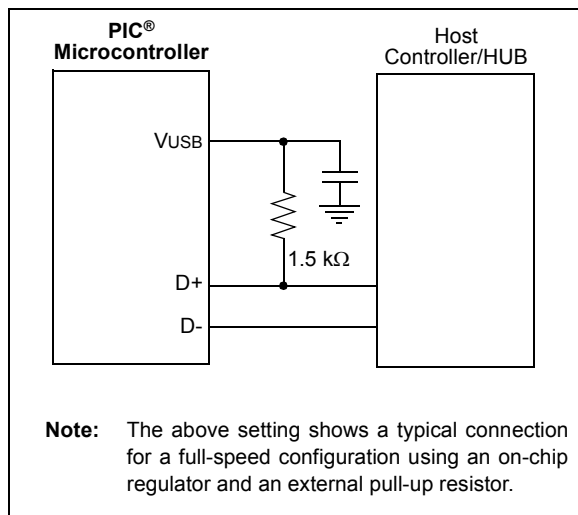 PIC®
Microcontroller
Host
Controller/HUB
VUSB
1.5 kΩ
D+
D-
Note: The above setting shows a typical connection
for a full-speed configuration using an on-chip
regulator and an external pull-up resistor.